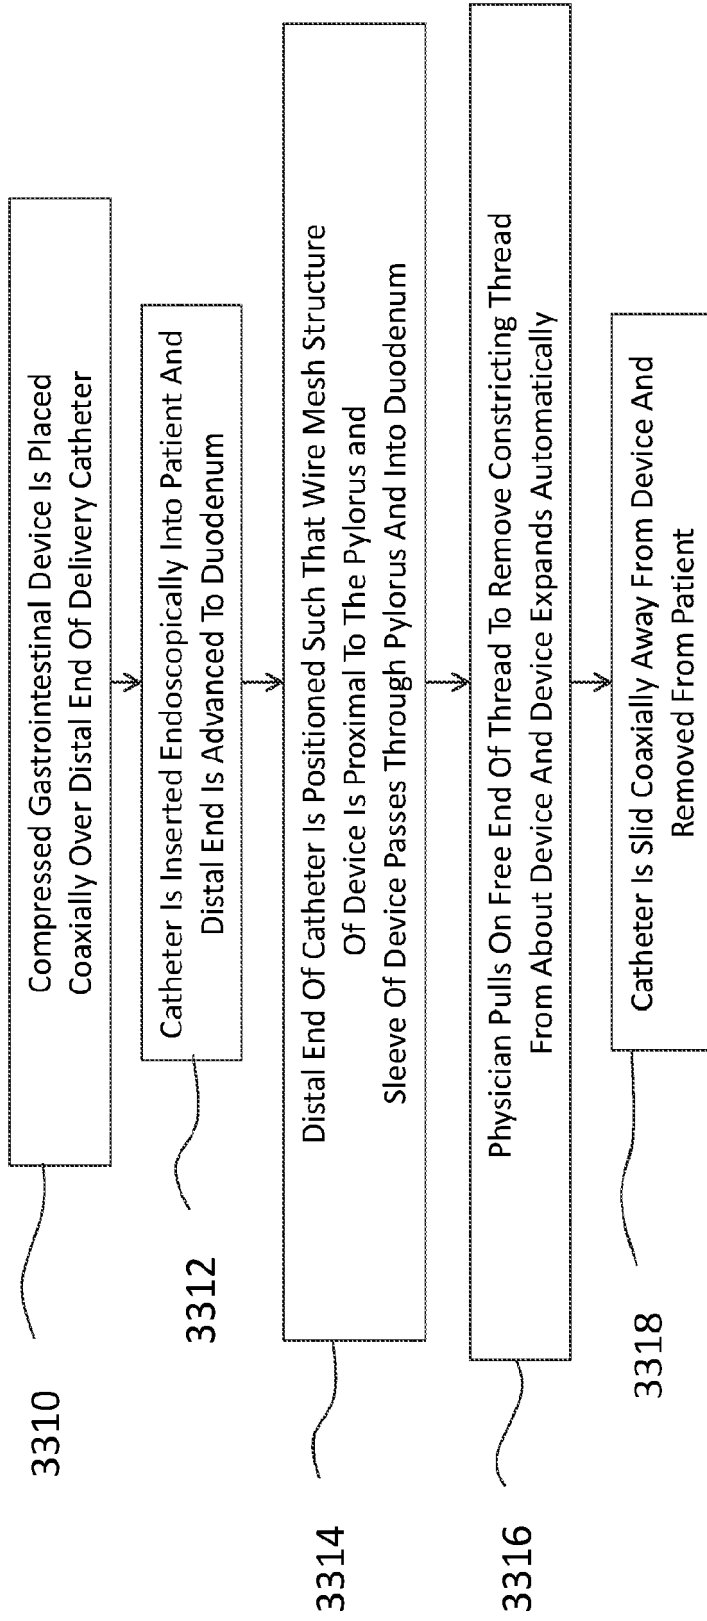 3310
Compressed Gastrointestinal Device Is Placed
Coaxially Over Distal End Of Delivery Catheter
3312
Catheter Is Inserted Endoscopically Into Patient And
Distal End Is Advanced To Duodenum
3314
Distal End Of Catheter Is Positioned Such That Wire Mesh Structure
Of Device Is Proximal To The Pylorus and
Sleeve Of Device Passes Through Pylorus And Into Duodenum
3316
Physician Pulls On Free End Of Thread To Remove Constricting Thread
From About Device And Device Expands Automatically
3318
Catheter Is Slid Coaxially Away From Device And
Removed From Patient